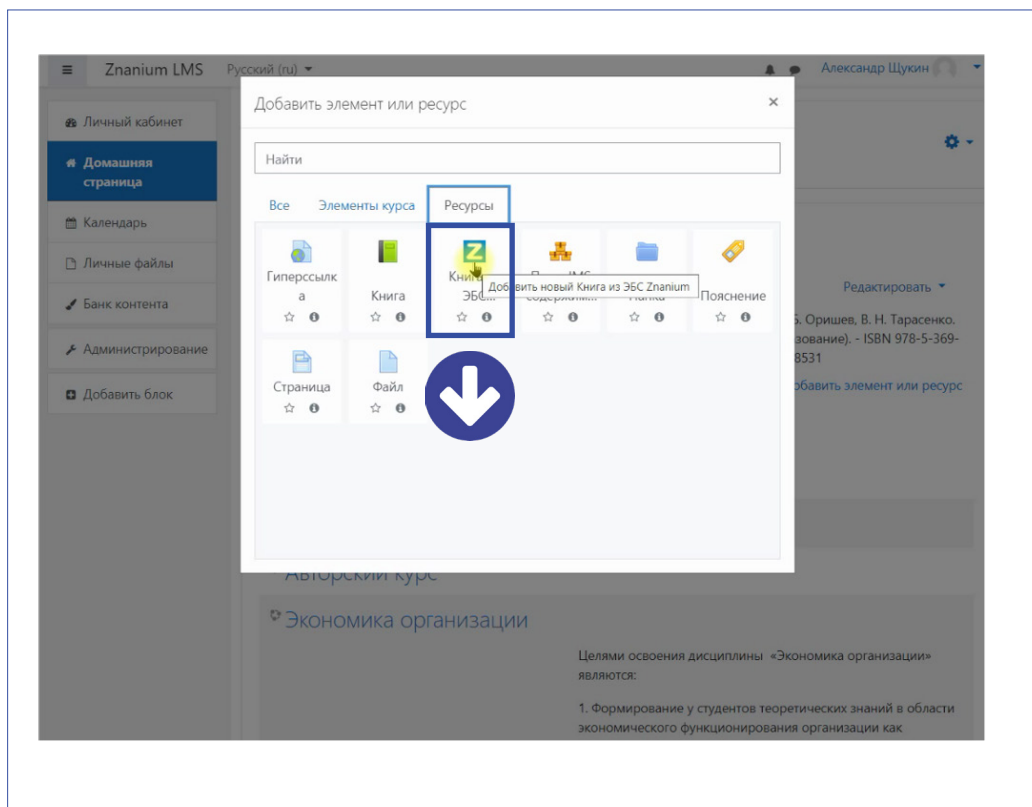 Znanium LMS Русский (ru)
Александр Щукин
Личный кабинет
Домашняя
страница
Календарь
Личные файлы
Банк контента
Администрирование
Добавить блок
Добавить элемент или ресурс ×
Найти
Все Элементы курса Ресурсы
Гиперссылк
а
Книга
ЭБС...
Добавить новый Книга из ЭБС Znanium
Пояснение
Страница
Файл
Редактировать
Оришев, В. Н. Тарасенко.
- ISBN 978-5-369-
8531
элемент или ресурс
Авторский курс
Экономика организации
Целями освоения дисциплины «Экономика организации»
являются:
1. Формирование у студентов теоретических знаний в области
экономического функционирования организации как